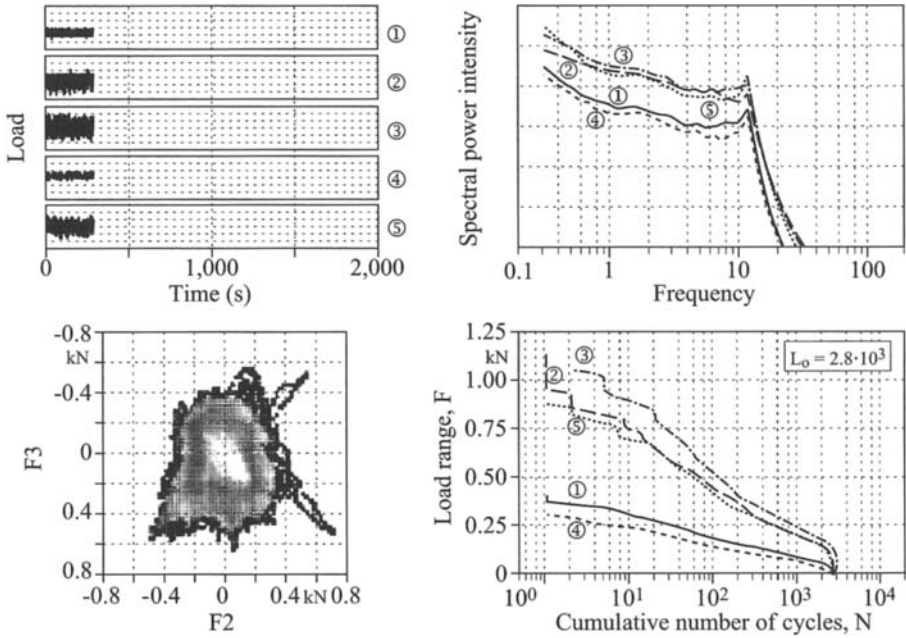 Load
①
②
③
④
⑤
0 1,000 2,000
Time (s)
Spectral power intensity
③
②
①
⑤
④
0.1 1 10 100
Frequency
-0.8
kN
-0.4
0
0.4
0.8
F3
-0.8 -0.4 0 0.4 kN 0.8
F2
1.25
kN
1.00
0.75
0.50
0.25
0
Load range, F
L₀ = 2.8·10³
③
②
⑤
①
④
10⁰ 10¹ 10² 10³ 10⁴
Cumulative number of cycles, N